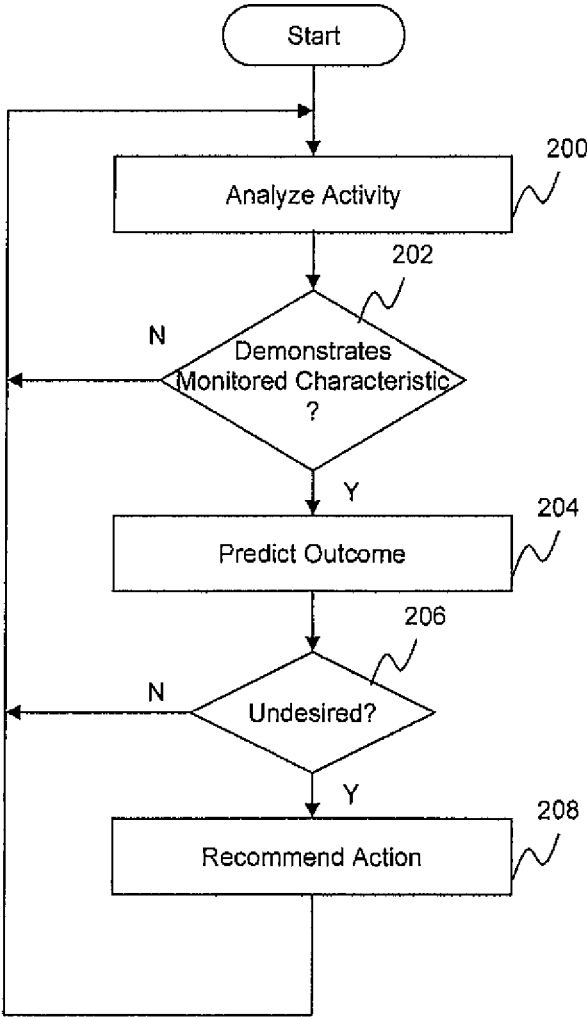 Start
200
Analyze Activity
202
N
Demonstrates
Monitored Characteristic
?
Y
204
Predict Outcome
206
N
Undesired?
Y
208
Recommend Action